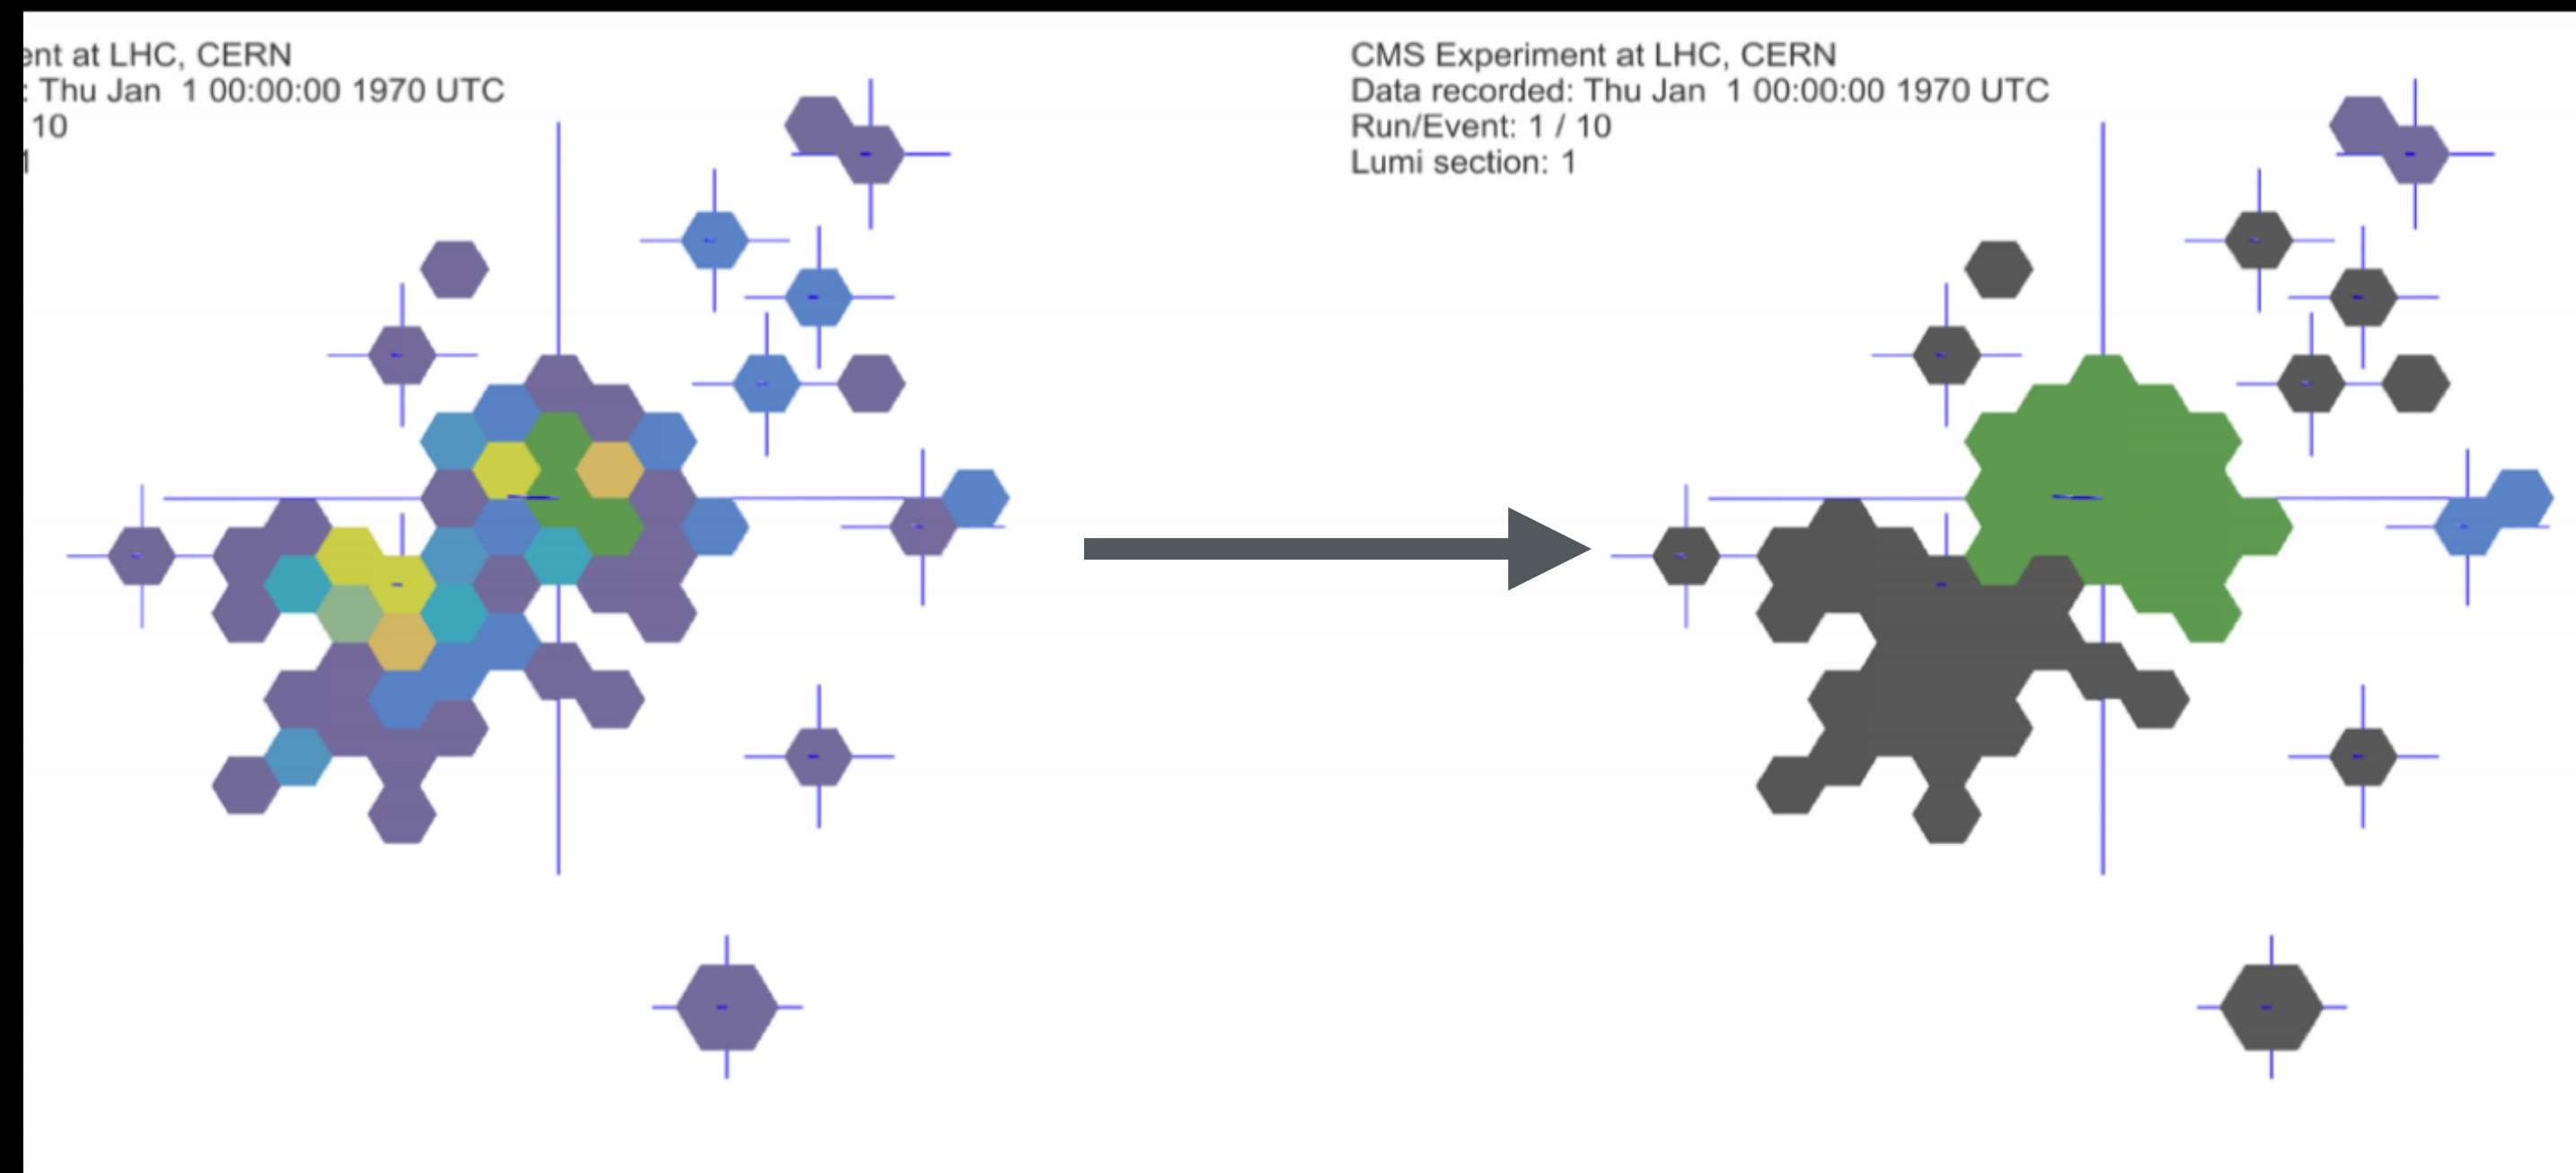 ent at LHC, CERN
: Thu Jan 1 00:00:00 1970 UTC
10
CMS Experiment at LHC, CERN
Data recorded: Thu Jan 1 00:00:00 1970 UTC
Run/Event: 1 / 10
Lumi section: 1